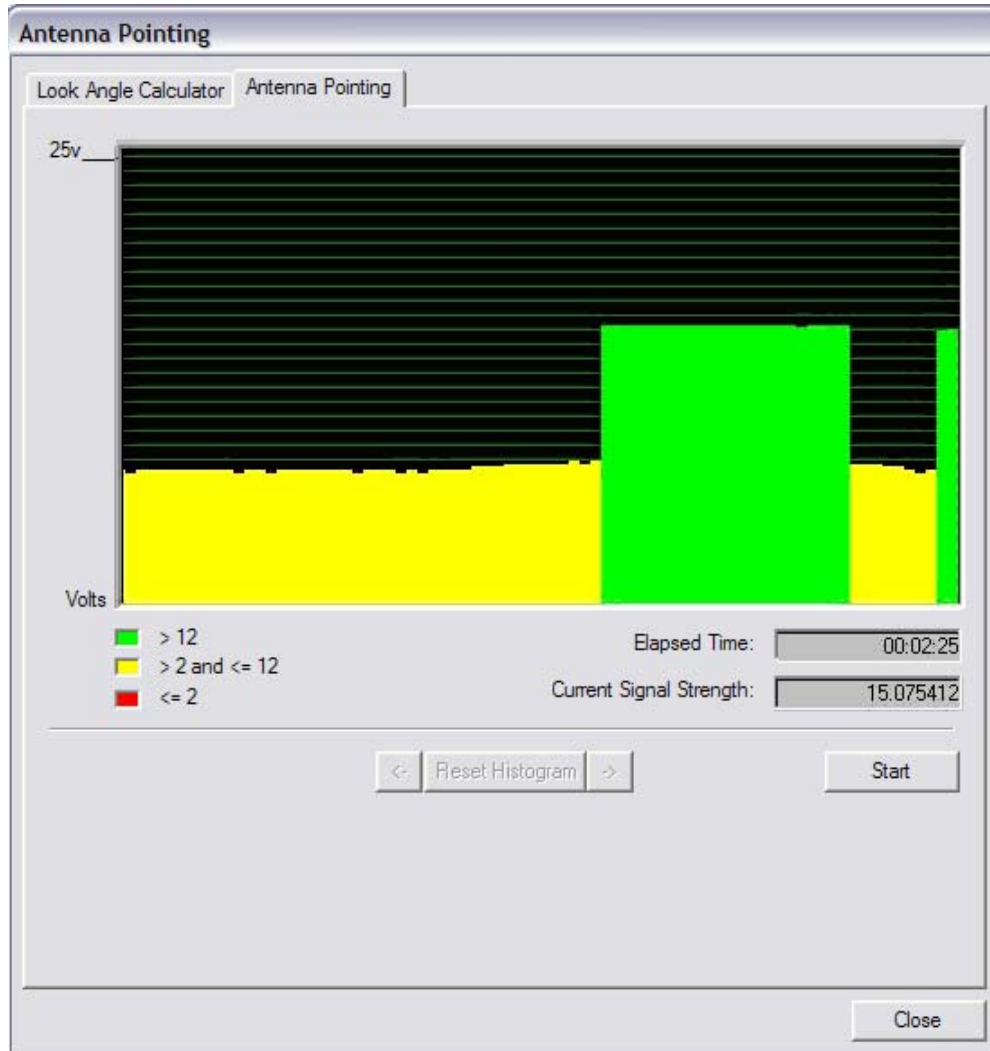 Antenna Pointing
Look Angle Calculator
Antenna Pointing
25v
Volts
> 12
> 2 and <= 12
<= 2
Elapsed Time:
00:02:25
Current Signal Strength:
15.075412
<-
Reset Histogram
->
Start
Close